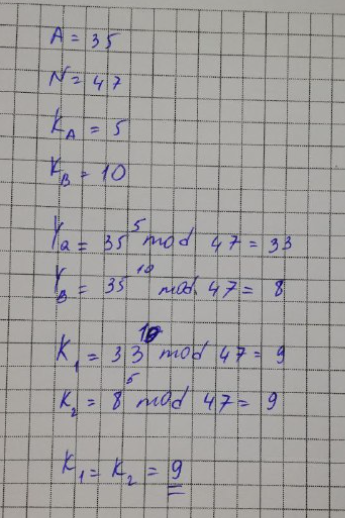 A = 35
N = 47
K_A = 5
K_B = 10
Y_a = 35^5 mod 47 = 33
Y_B = 35^10 mod 47 = 8
K_1 = 33^10 mod 47 = 9
K_2 = 8^5 mod 47 = 9
K_1 = K_2 = 9